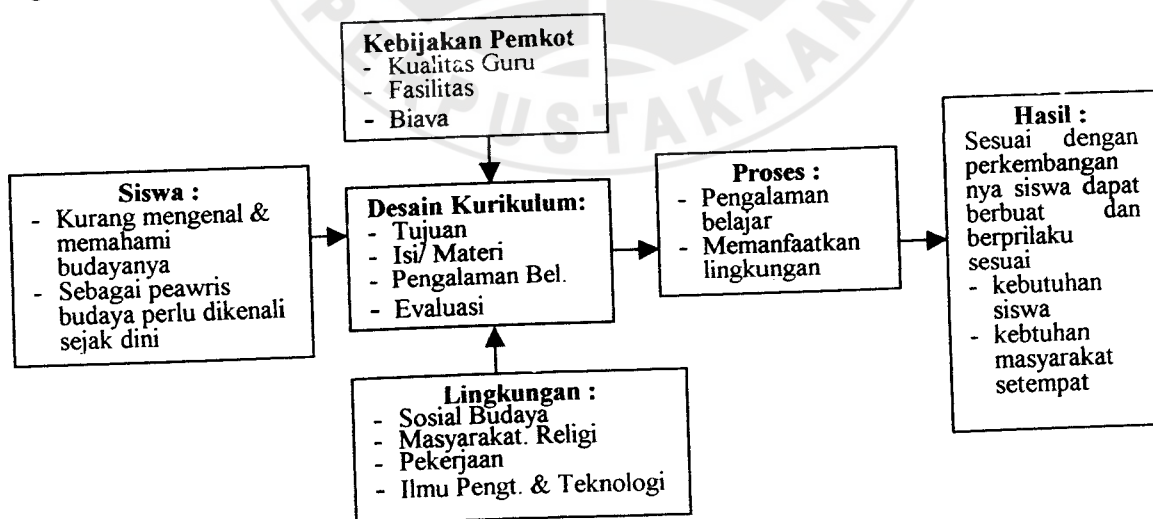 Kebijakan Pemkot
- Kualitas Guru
- Fasilitas
- Biava
Siswa :
- Kurang mengenal &
memahami
budayanya
- Sebagai peawris
budaya perlu dikenali
sejak dini
Desain Kurikulum:
- Tujuan
- Isi/ Materi
- Pengalaman Bel.
- Evaluasi
Lingkungan :
- Sosial Budaya
- Masyarakat. Religi
- Pekerjaan
- Ilmu Pengt. & Teknologi
Proses :
- Pengalaman
belajar
- Memanfaatkan
lingkungan
Hasil :
Sesuai dengan
perkembangan
nya siswa dapat
berbuat dan
berprilaku
sesuai
- kebutuhan
siswa
- kebtuhan
masyarakat
setempat
PUSTAKAAN